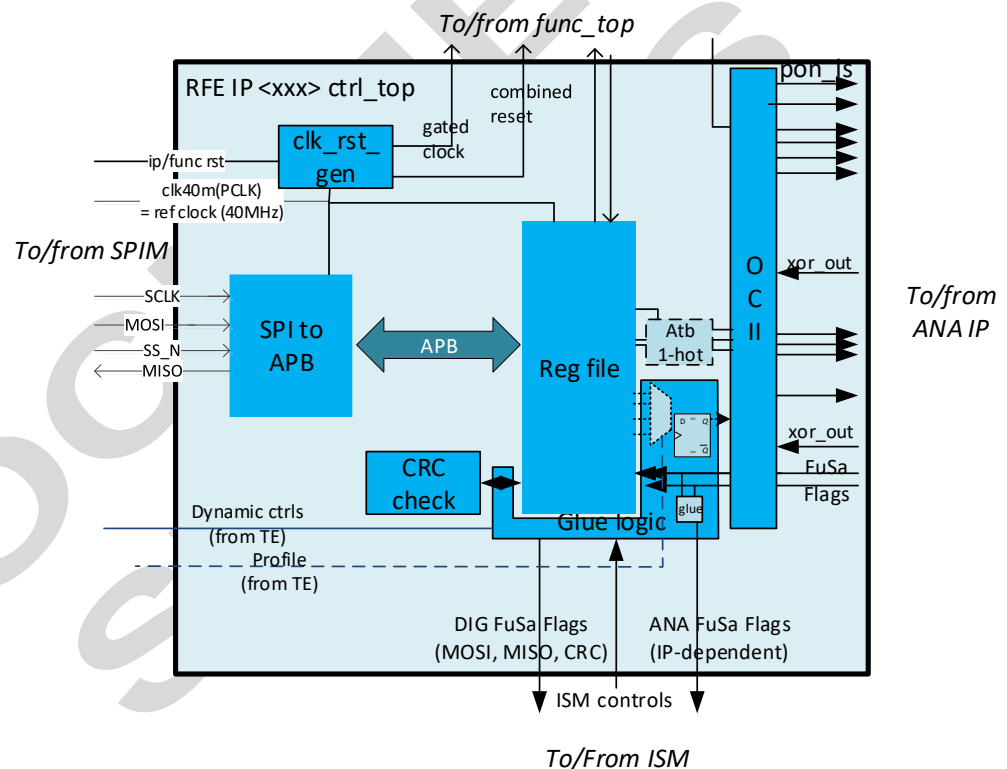 To/from func_top
pon_ls
RFE IP <xxx> ctrl_top
combined
reset
gated
clock
clk_rst_
gen
ip/func rst
clk40m(PCLK)
= ref clock (40MHz)
To/from SPIM
SCLK
MOSI
SS_N
MISO
SPI to
APB
APB
Reg file
Atb
1-hot
O
C
II
xor_out
To/from
ANA IP
D
Q
Q
xor_out
FuSa
Flags
CRC
check
glue
Glue logic
Dynamic ctrls
(from TE)
Profile
(from TE)
DIG FuSa Flags
(MOSI, MISO, CRC)
ANA FuSa Flags
(IP-dependent)
ISM controls
To/From ISM